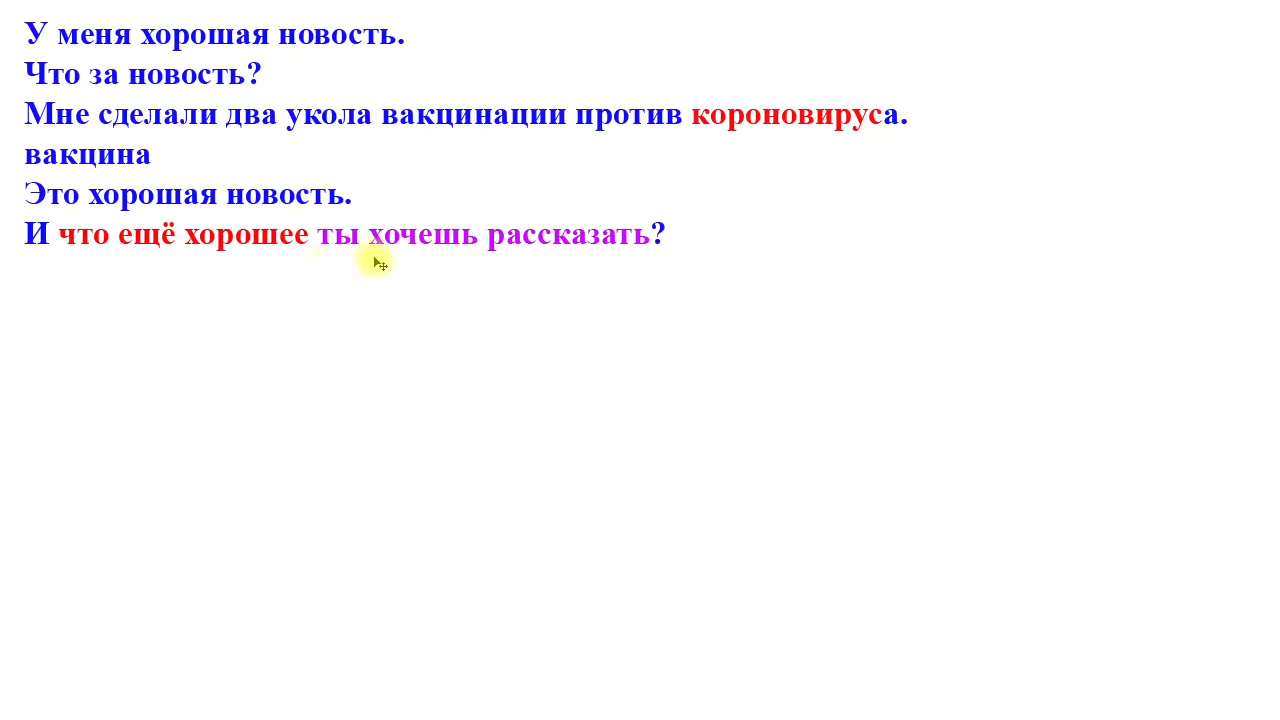 У меня хорошая новость.
Что за новость?
Мне сделали два укола вакцинации против короновируса.
вакцина
Это хорошая новость.
И что ещё хорошее ты хочешь рассказать?